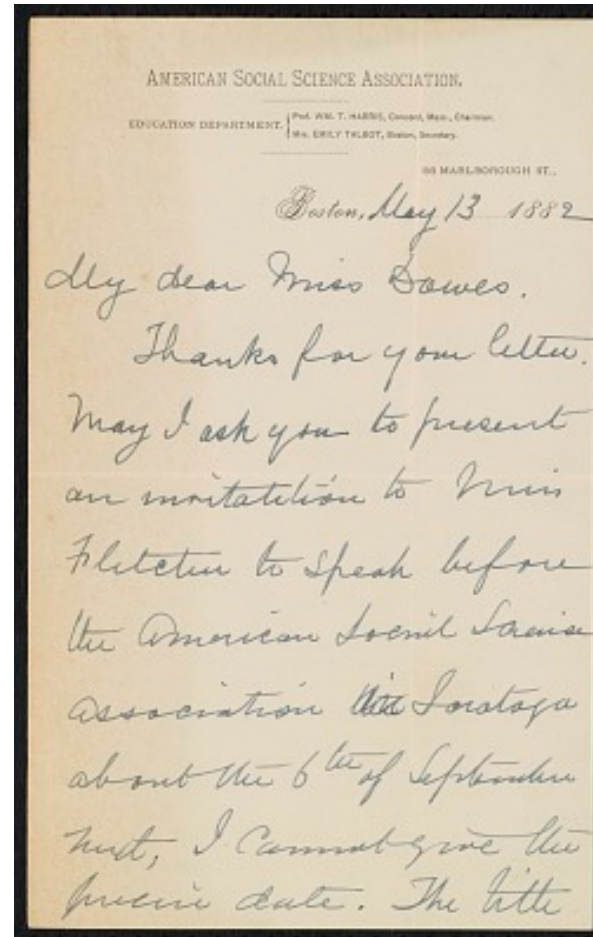 AMERICAN SOCIAL SCIENCE ASSOCIATION.
EDUCATION DEPARTMENT.
Prof. WM. T. HARRIS, Concord, Mass., Chairman.
Mrs. EMILY TALBOT, Boston, Secretary.
66 MARLBOROUGH ST.,
Boston, May 13 1882
My dear Miss Dawes.
Thanks for your letter.
May I ask you to present
an invitatition to Miss
Fletcher to speak before
the American Social Science
Association in Saratoga
about the 6th of September
next, I cannot give the
precise date. The title